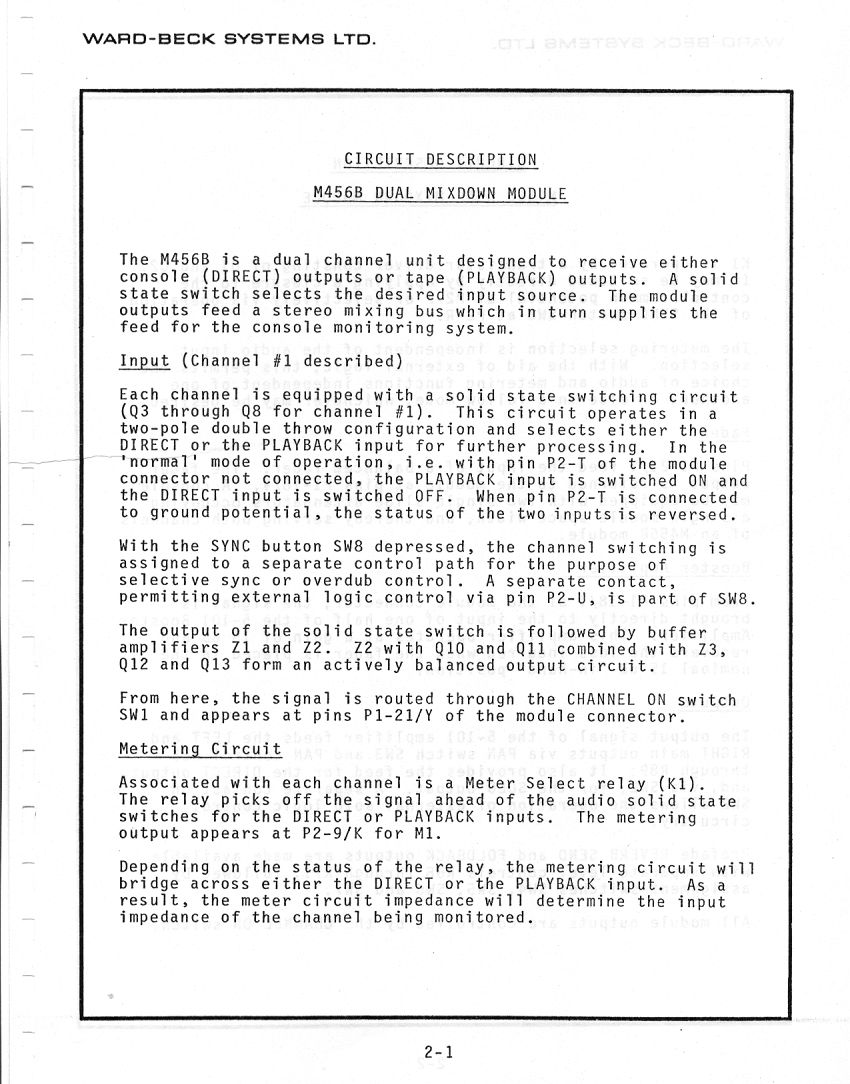 WARD-BECK SYSTEMS LTD.
CIRCUIT DESCRIPTION
M456B DUAL MIXDOWN MODULE
The M456B is a dual channel unit designed to receive either
console (DIRECT) outputs or tape (PLAYBACK) outputs. A solid
state switch selects the desired input source. The module
outputs feed a stereo mixing bus which in turn supplies the
feed for the console monitoring system.
Input (Channel #1 described)
Each channel is equipped with a solid state switching circuit
(Q3 through Q8 for channel #1). This circuit operates in a
two-pole double throw configuration and selects either the
DIRECT or the PLAYBACK input for further processing. In the
'normal' mode of operation, i.e. with pin P2-T of the module
connector not connected, the PLAYBACK input is switched ON and
the DIRECT input is switched OFF. When pin P2-T is connected
to ground potential, the status of the two inputs is reversed.
With the SYNC button SW8 depressed, the channel switching is
assigned to a separate control path for the purpose of
selective sync or overdub control. A separate contact,
permitting external logic control via pin P2-U, is part of SW8.
The output of the solid state switch is followed by buffer
amplifiers Z1 and Z2. Z2 with Q10 and Q11 combined with Z3,
Q12 and Q13 form an actively balanced output circuit.
From here, the signal is routed through the CHANNEL ON switch
SW1 and appears at pins P1-21/Y of the module connector.
Metering Circuit
Associated with each channel is a Meter Select relay (K1).
The relay picks off the signal ahead of the audio solid state
switches for the DIRECT or PLAYBACK inputs. The metering
output appears at P2-9/K for M1.
Depending on the status of the relay, the metering circuit will
bridge across either the DIRECT or the PLAYBACK input. As a
result, the meter circuit impedance will determine the input
impedance of the channel being monitored.
2-1